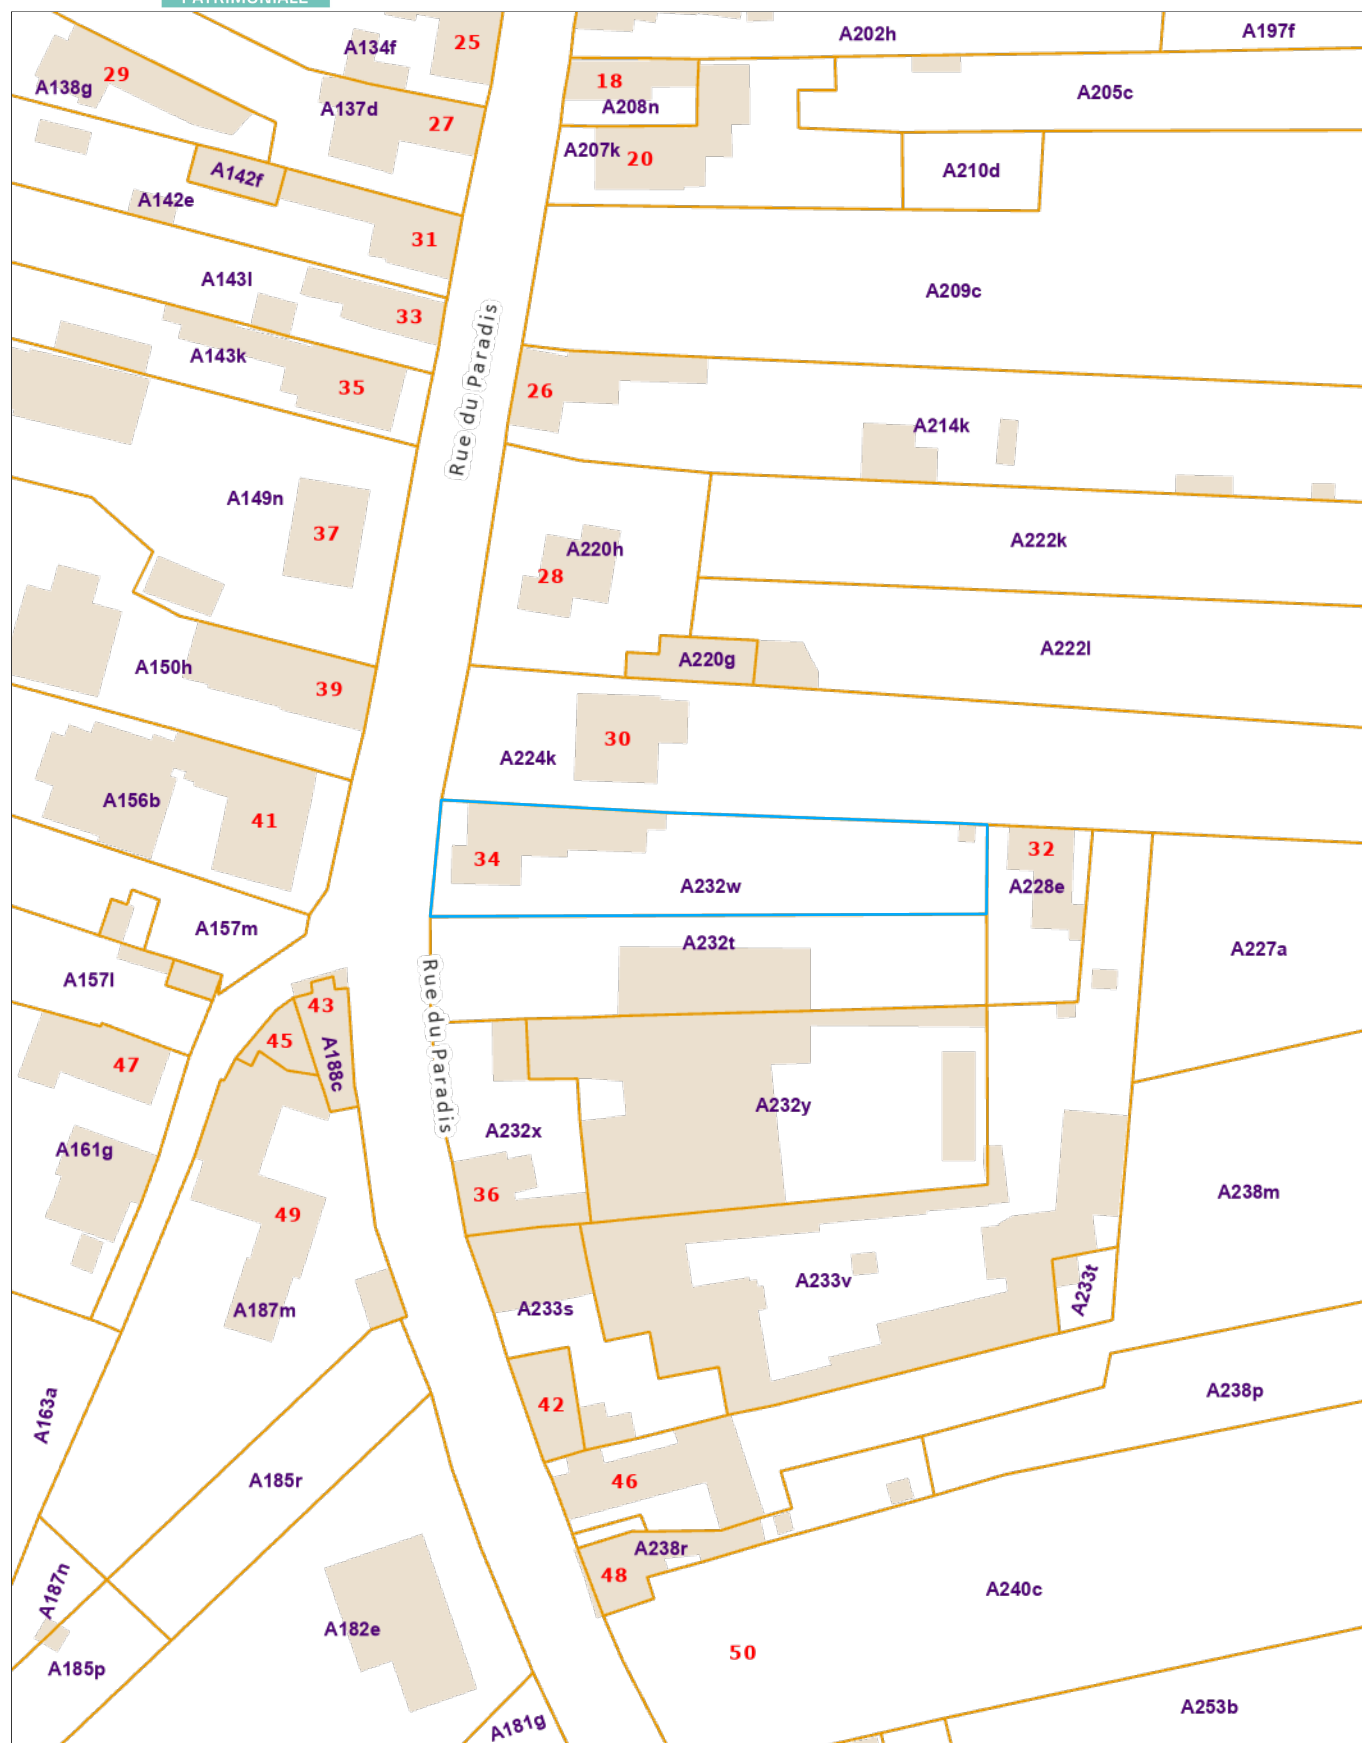 PATRIMONIALE
A134f
25
A202h
A197f
A138g
29
A137d
27
18
A208n
A205c
A207k
20
A210d
A142f
A142e
31
A143l
33
A209c
A143k
35
Rue du Paradis
26
A214k
A149n
37
A220h
28
A222k
A150h
39
A220g
A222l
A224k
30
A156b
41
34
A232w
32
A228e
A157m
A232t
A227a
A157l
43
45
A188c
47
Rue du Paradis
A232x
A232y
A161g
36
A238m
49
A187m
A233s
A233v
A233t
A163a
42
A238p
A185r
46
A187n
A238r
48
A240c
A182e
A185p
50
A181g
A253b